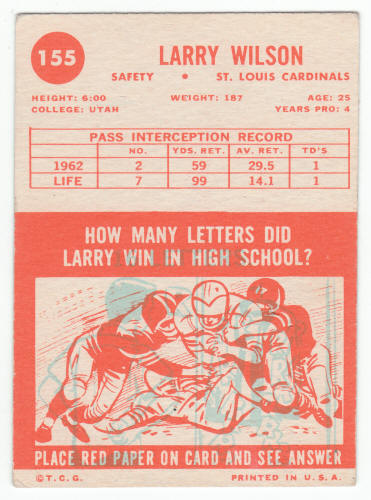 155
LARRY WILSON
SAFETY • ST. LOUIS CARDINALS
HEIGHT: 6:00 WEIGHT: 187 AGE: 25
COLLEGE: UTAH YEARS PRO: 4
PASS INTERCEPTION RECORD
NO. YDS. RET. AV. RET. TD'S
1962 2 59 29.5 1
LIFE 7 99 14.1 1
HOW MANY LETTERS DID
LARRY WIN IN HIGH SCHOOL?
PLACE RED PAPER ON CARD AND SEE ANSWER
©T.C.G. PRINTED IN U.S.A.